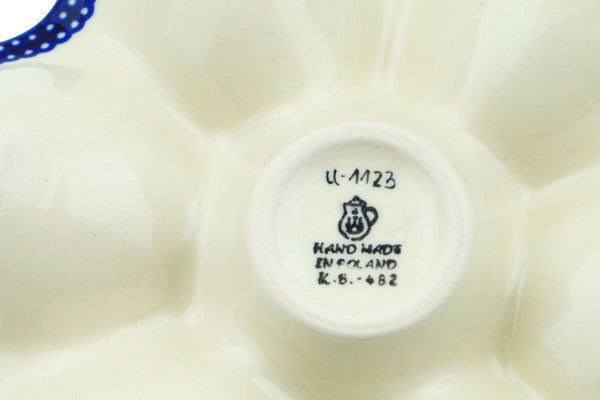 U-1123
HAND MADE
IN POLAND
K.B.-482